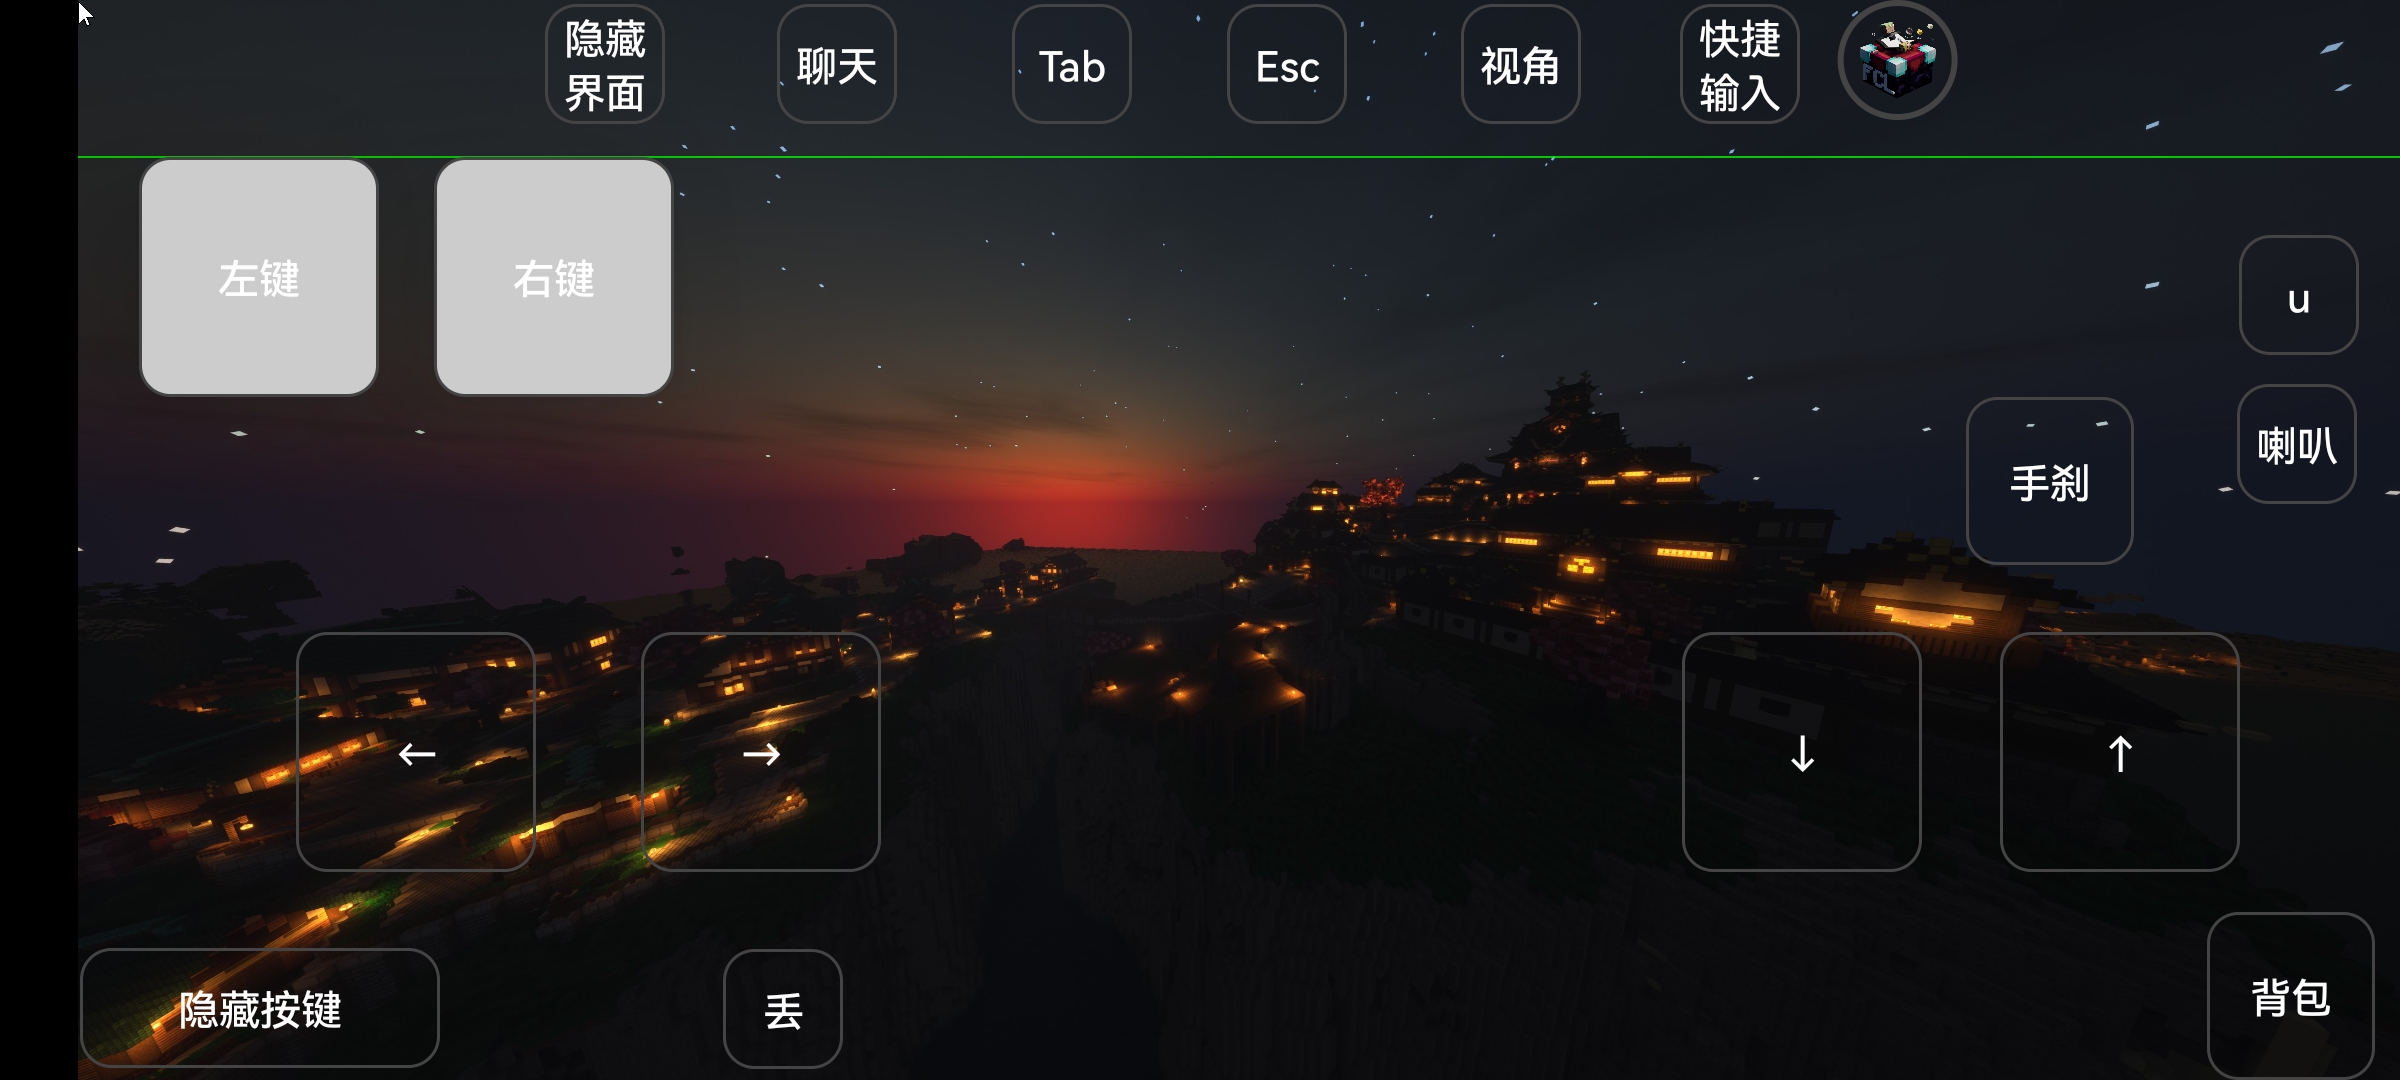 隐藏
界面
聊天
Tab
Esc
视角
快捷
输入
FCL
左键
右键
u
喇叭
手刹
←
→
↓
↑
隐藏按键
丢
背包